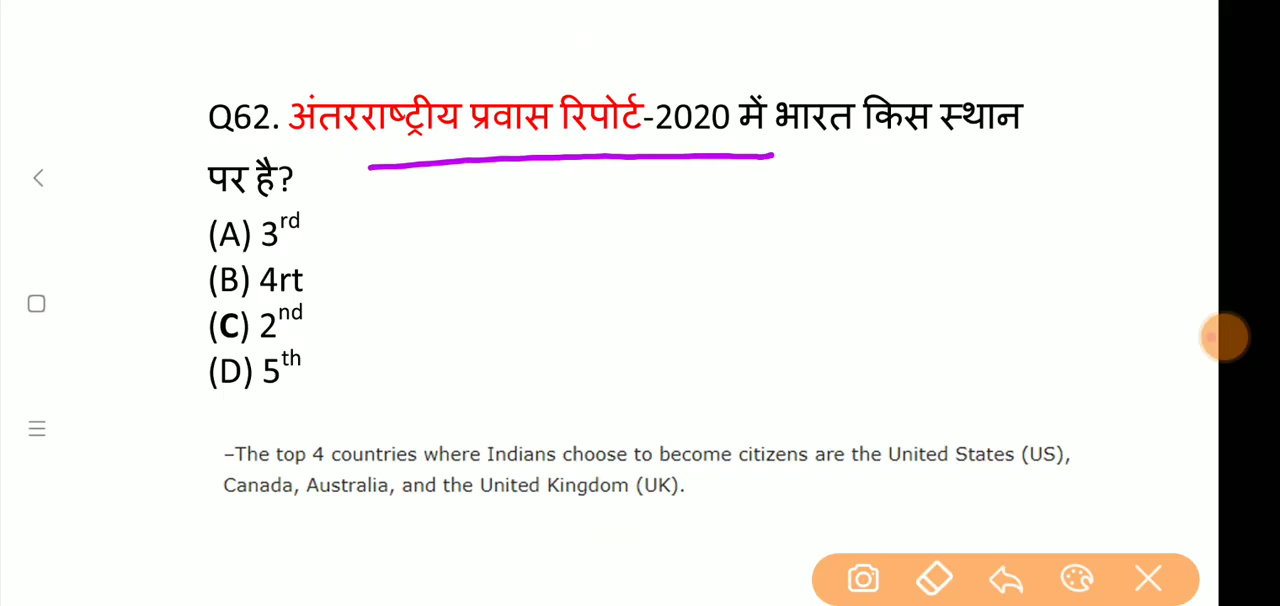 Q62. अंतरराष्ट्रीय प्रवास रिपोर्ट-2020 में भारत किस स्थान
पर है?
(A) 3rd
(B) 4rt
(C) 2nd
(D) 5th
–The top 4 countries where Indians choose to become citizens are the United States (US),
Canada, Australia, and the United Kingdom (UK).